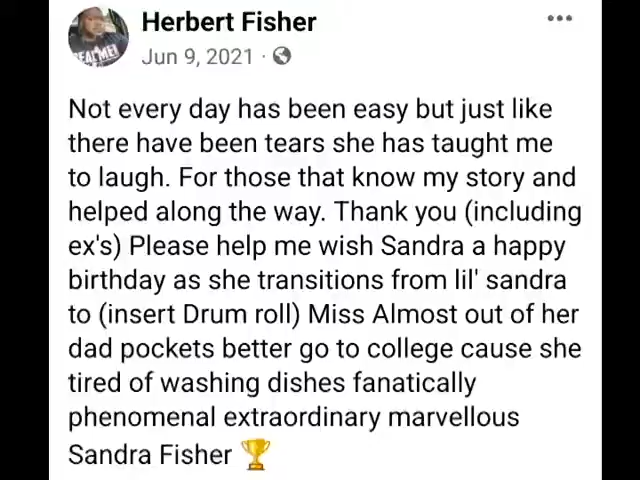 Herbert Fisher
Jun 9, 2021 ·
Not every day has been easy but just like
there have been tears she has taught me
to laugh. For those that know my story and
helped along the way. Thank you (including
ex's) Please help me wish Sandra a happy
birthday as she transitions from lil' sandra
to (insert Drum roll) Miss Almost out of her
dad pockets better go to college cause she
tired of washing dishes fanatically
phenomenal extraordinary marvellous
Sandra Fisher 🏆